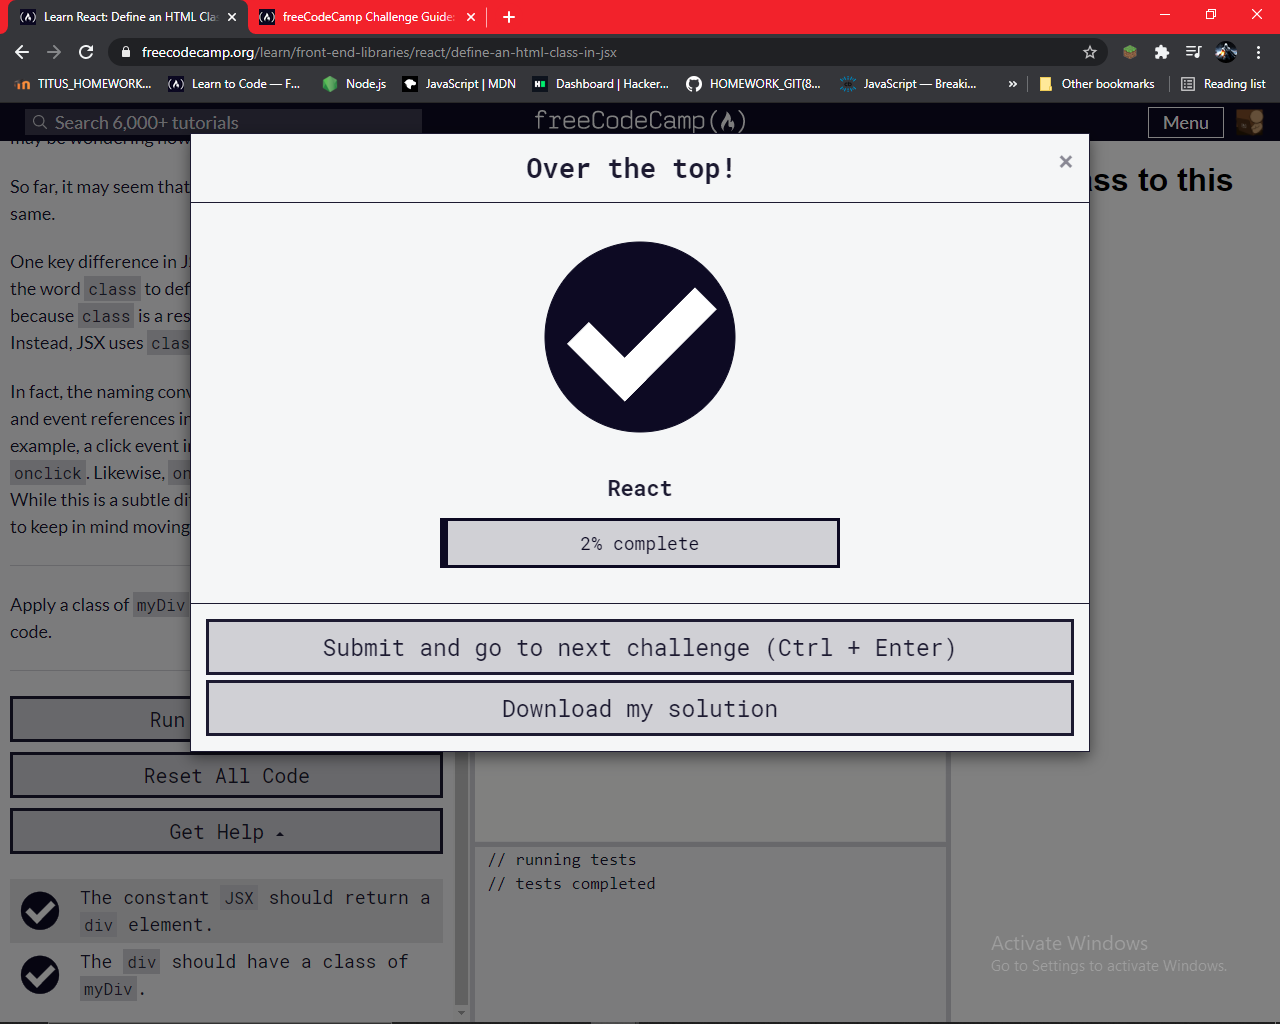 Learn React: Define an HTML Clas
freeCodeCamp Challenge Guide:
freecodecamp.org/learn/front-end-libraries/react/define-an-html-class-in-jsx
TITUS_HOMEWORK...
Learn to Code — F...
Node.js
JavaScript | MDN
Dashboard | Hacker...
HOMEWORK_GIT(8...
JavaScript — Breaki...
»
Other bookmarks
Reading list
Search 6,000+ tutorials
freeCodeCamp
Menu
may be wondering how
So far, it may seem that
same.
One key difference in J
the word class to def
because class is a res
Instead, JSX uses clas
In fact, the naming conv
and event references in
example, a click event i
onclick. Likewise, on
While this is a subtle di
to keep in mind moving
Apply a class of myDiv
code.
Run
Reset All Code
Get Help
The constant JSX should return a
div element.
The div should have a class of
myDiv.
Over the top!
×
React
2% complete
Submit and go to next challenge (Ctrl + Enter)
Download my solution
ss to this
// running tests
// tests completed
Activate Windows
Go to Settings to activate Windows.